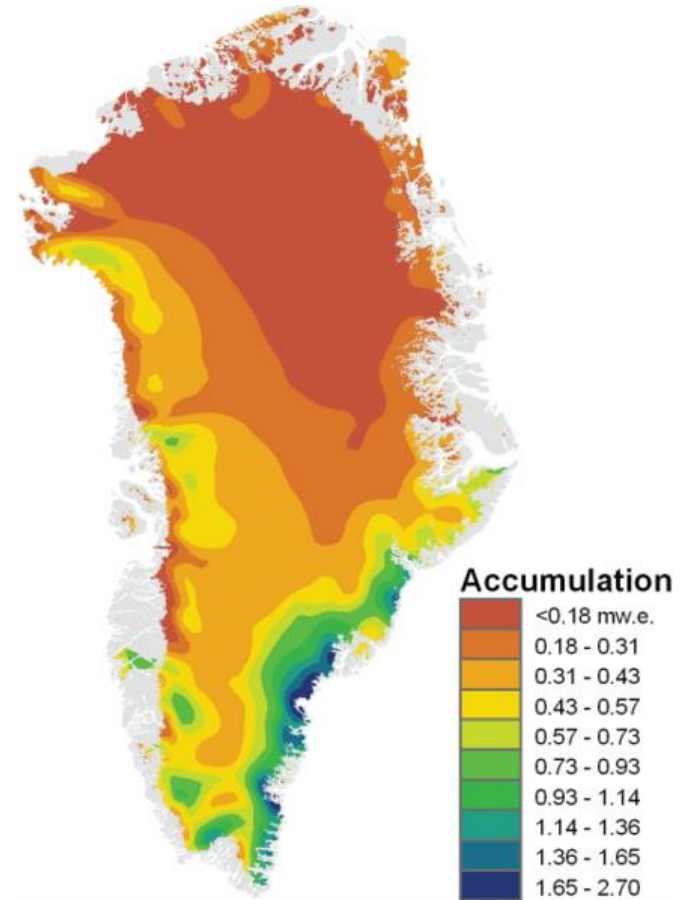 Accumulation
<0.18 mw.e.
0.18 - 0.31
0.31 - 0.43
0.43 - 0.57
0.57 - 0.73
0.73 - 0.93
0.93 - 1.14
1.14 - 1.36
1.36 - 1.65
1.65 - 2.70